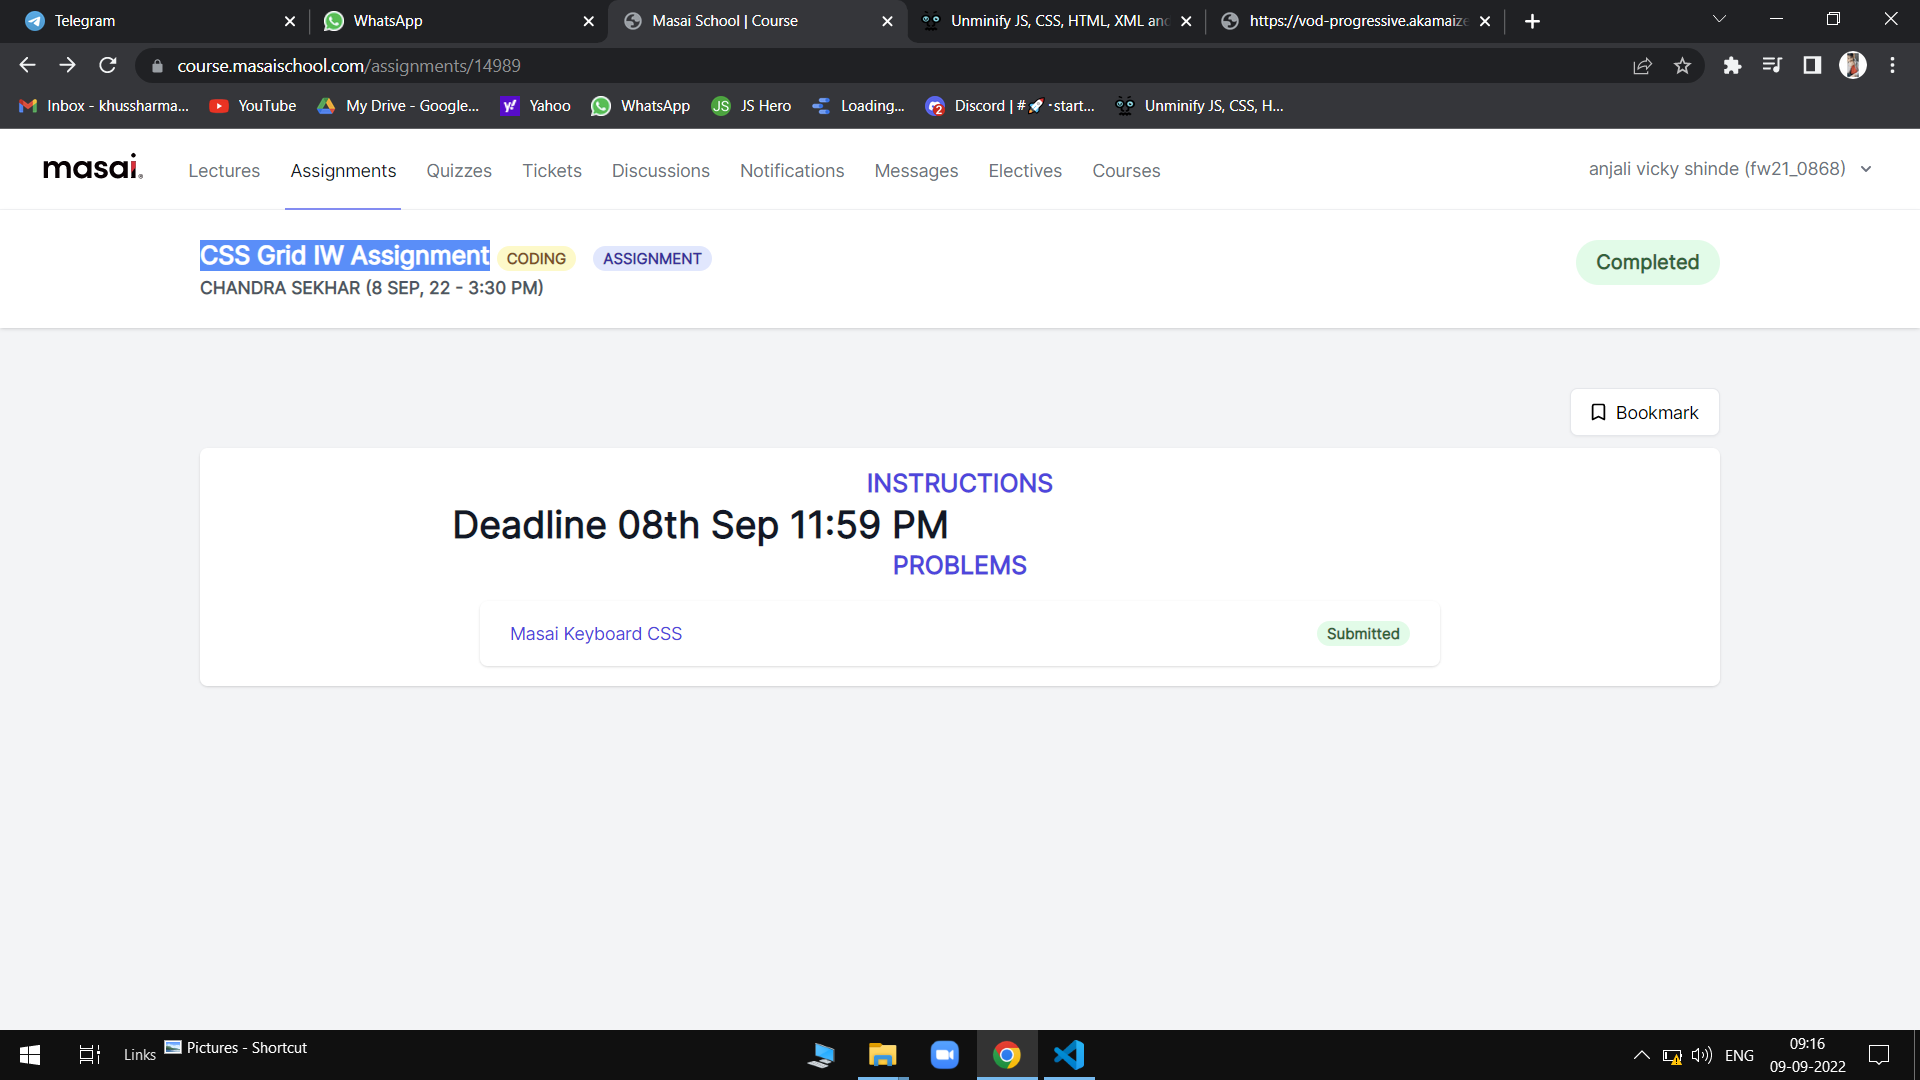 Telegram
WhatsApp
Masai School | Course
Unminify JS, CSS, HTML, XML and
https://vod-progressive.akamaize
course.masaischool.com/assignments/14989
Inbox - khussharma...
YouTube
My Drive - Google...
Yahoo
WhatsApp
JS
JS Hero
Loading...
2
Discord | #🚀・start...
Unminify JS, CSS, H...
masai.
Lectures
Assignments
Quizzes
Tickets
Discussions
Notifications
Messages
Electives
Courses
anjali vicky shinde (fw21_0868)
CSS Grid IW Assignment
CODING
ASSIGNMENT
Completed
CHANDRA SEKHAR (8 SEP, 22 - 3:30 PM)
Bookmark
INSTRUCTIONS
Deadline 08th Sep 11:59 PM
PROBLEMS
Masai Keyboard CSS
Submitted
Links
Pictures - Shortcut
ENG
09:16
09-09-2022